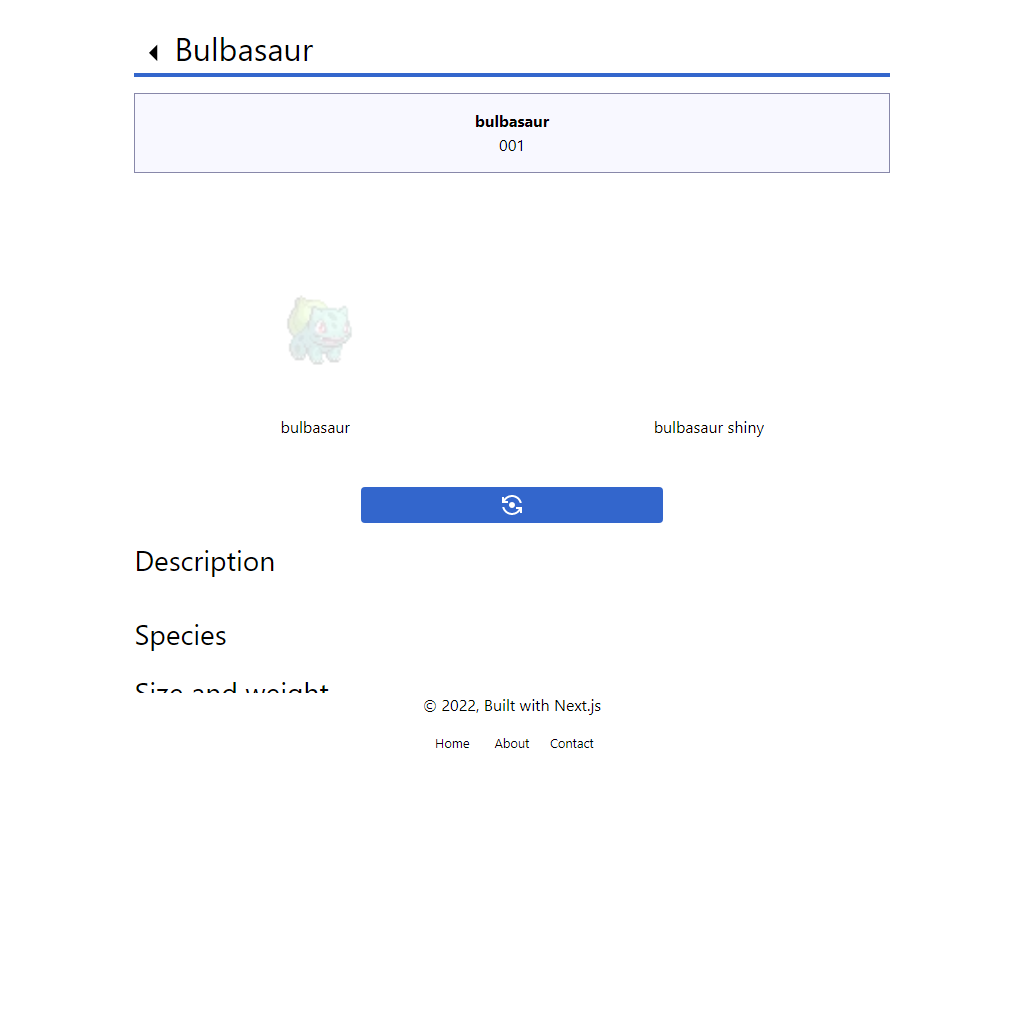 Bulbasaur
bulbasaur
001
bulbasaur
bulbasaur shiny
Description
Species
Size and weight
© 2022, Built with Next.js
Home About Contact